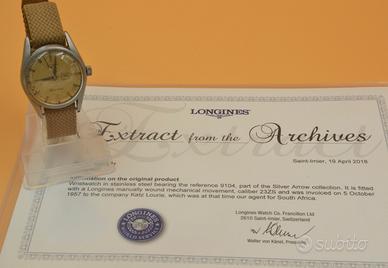 LONGINES
Extract from the Archives
Saint-Imier, 19 April 2018
Information on the original product
Wristwatch in stainless steel bearing the reference 9104, part of the Silver Arrow collection. It is fitted
with a manually wound mechanical movement, caliber 23ZS and was invoiced on 5 October
1957 to the company Katz Lourie, which was at that time our agent for South Africa.
Longines Watch Co. Francillon Ltd
2610 Saint-Imier, Switzerland
Walter von Känel, President
LONGINES
subito